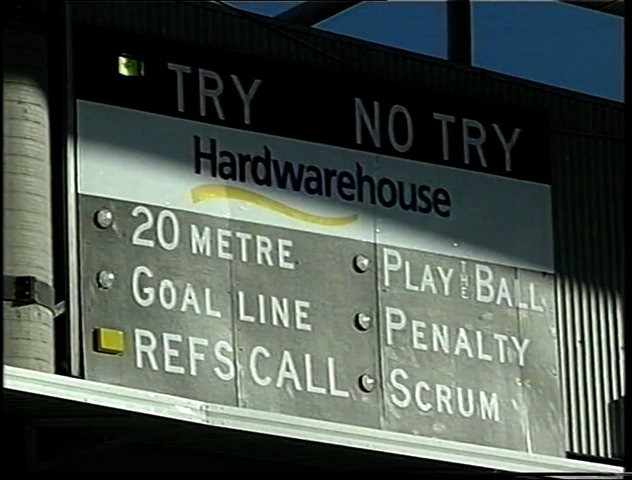 TRY NO TRY
Hardwarehouse
20 METRE
GOAL LINE
REFS CALL
PLAY THE BALL
PENALTY
SCRUM